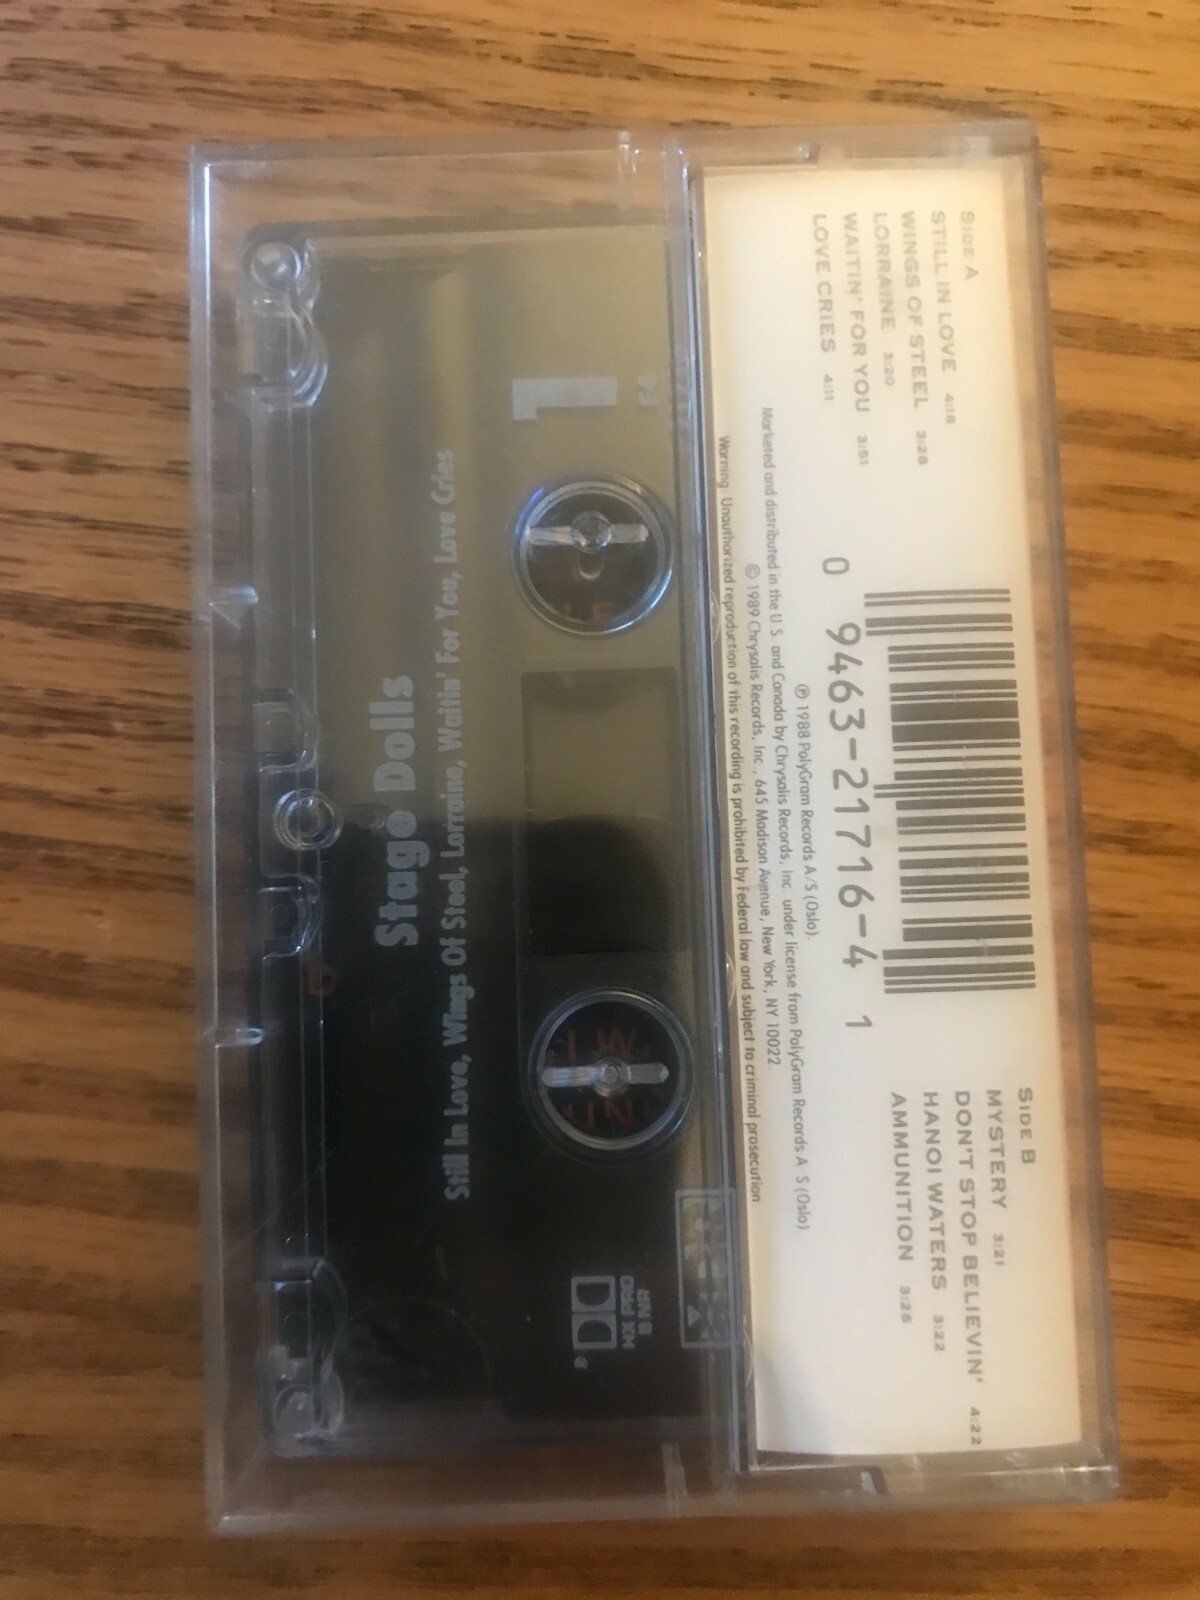 SIDE A
STILL IN LOVE 4:18
WINGS OF STEEL 3:28
LORRAINE 3:20
WAITIN' FOR YOU 3:51
LOVE CRIES 4:11
0 9463-21716-4 1
SIDE B
MYSTERY 3:21
DON'T STOP BELIEVIN' 4:22
HANOI WATERS 3:22
AMMUNITION 3:26
℗ 1988 PolyGram Records A/S (Oslo).
Marketed and distributed in the U.S. and Canada by Chrysalis Records, Inc. under license from PolyGram Records A/S (Oslo)
© 1989 Chrysalis Records, Inc., 645 Madison Avenue, New York, NY 10022.
Warning: Unauthorized reproduction of this recording is prohibited by Federal law and subject to criminal prosecution
1
Stage Dolls
Still In Love, Wings Of Steel, Lorraine, Waitin' For You, Love Cries
B NR
HX PRO